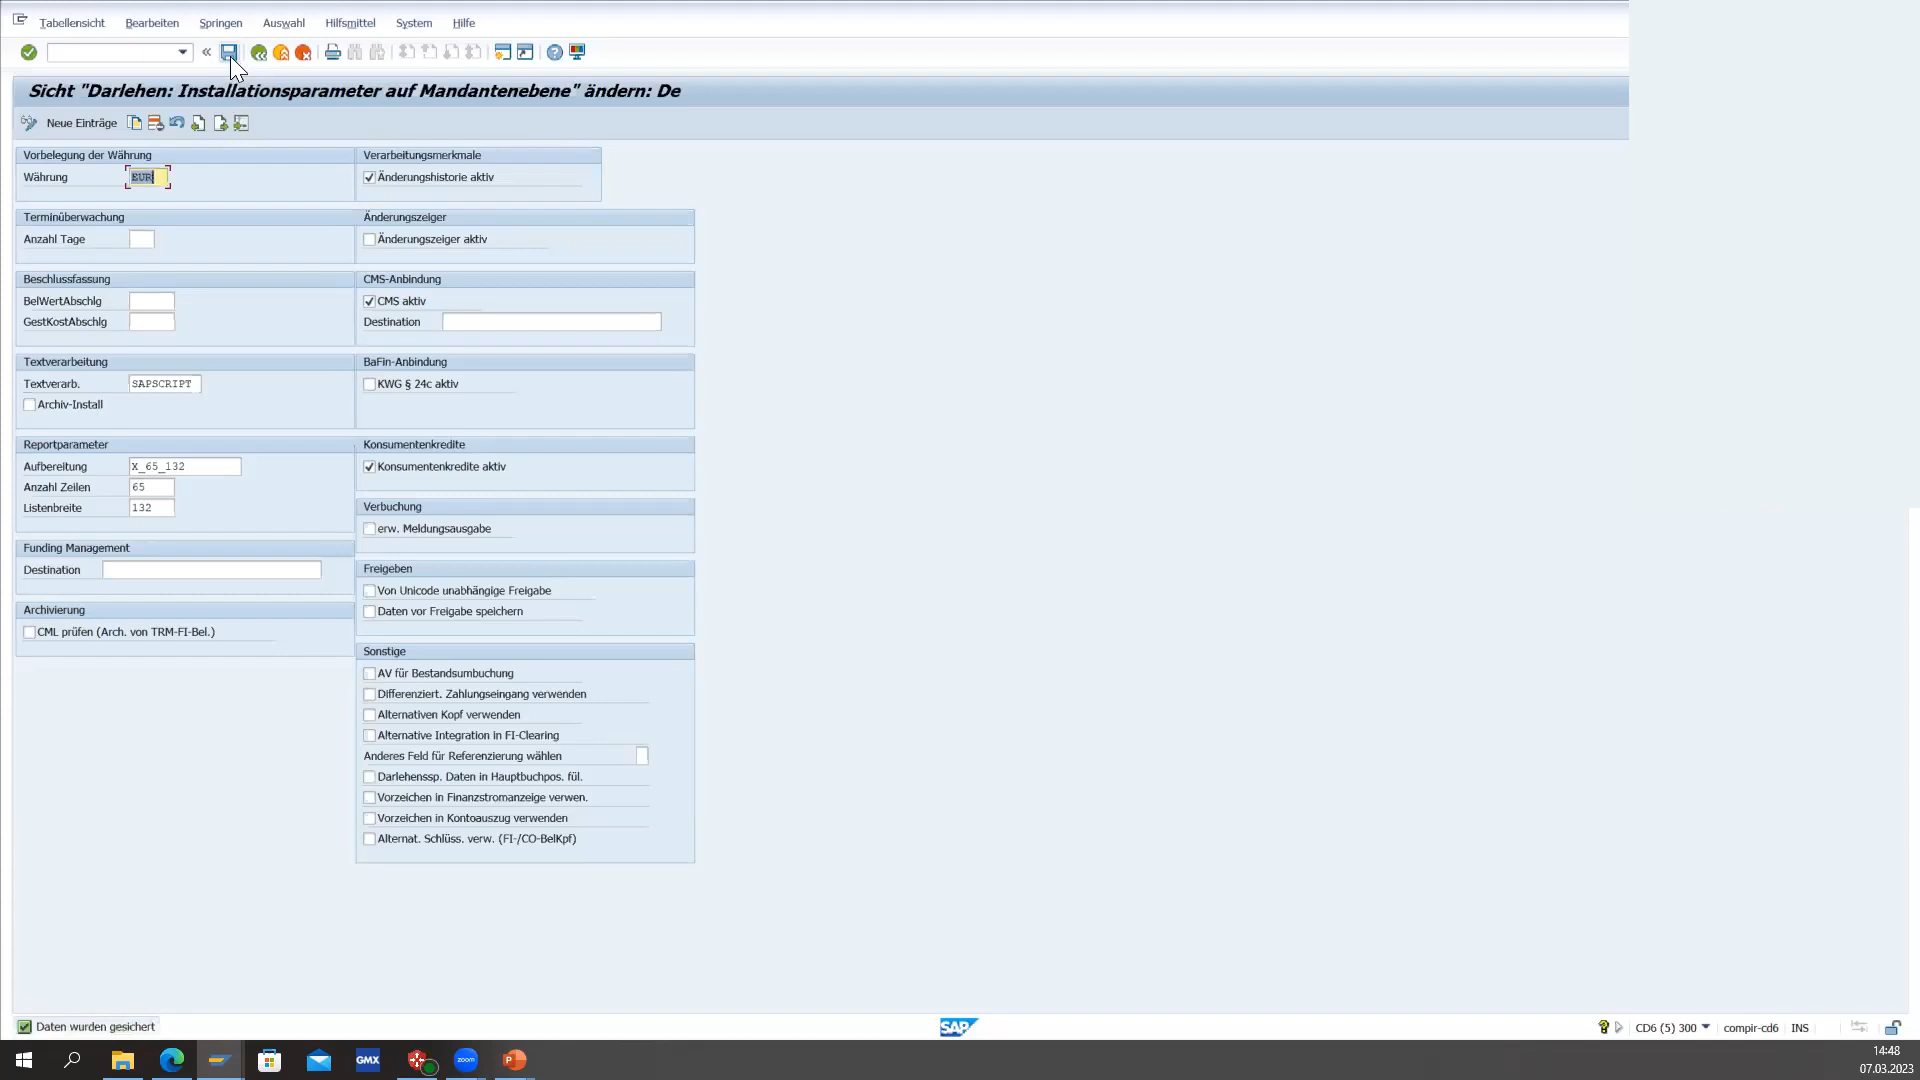 Tabellensicht Bearbeiten Springen Auswahl Hilfsmittel System Hilfe
Sicht "Darlehen: Installationsparameter auf Mandantenebene" ändern: De
Neue Einträge
Vorbelegung der Währung
Währung EUR
Verarbeitungsmerkmale
Änderungshistorie aktiv
Terminüberwachung
Anzahl Tage
Änderungszeiger
Änderungszeiger aktiv
Beschlussfassung
BelWertAbschlg
GestKostAbschlg
CMS-Anbindung
CMS aktiv
Destination
Textverarbeitung
Textverarb. SAPSCRIPT
Archiv-Install
BaFin-Anbindung
KWG § 24c aktiv
Reportparameter
Aufbereitung X_65_132
Anzahl Zeilen 65
Listenbreite 132
Konsumentenkredite
Konsumentenkredite aktiv
Verbuchung
erw. Meldungsausgabe
Funding Management
Destination
Freigeben
Von Unicode unabhängige Freigabe
Daten vor Freigabe speichern
Archivierung
CML prüfen (Arch. von TRM-FI-Bel.)
Sonstige
AV für Bestandsumbuchung
Differenziert. Zahlungseingang verwenden
Alternativen Kopf verwenden
Alternative Integration in FI-Clearing
Anderes Feld für Referenzierung wählen
Darlehenssp. Daten in Hauptbuchpos. fül.
Vorzeichen in Finanzstromanzeige verwen.
Vorzeichen in Kontoauszug verwenden
Alternat. Schlüss. verw. (FI-/CO-BelKpf)
Daten wurden gesichert
SAP
CD6 (5) 300 compir-cd6 INS
GMX
zoom
P
14:48
07.03.2023